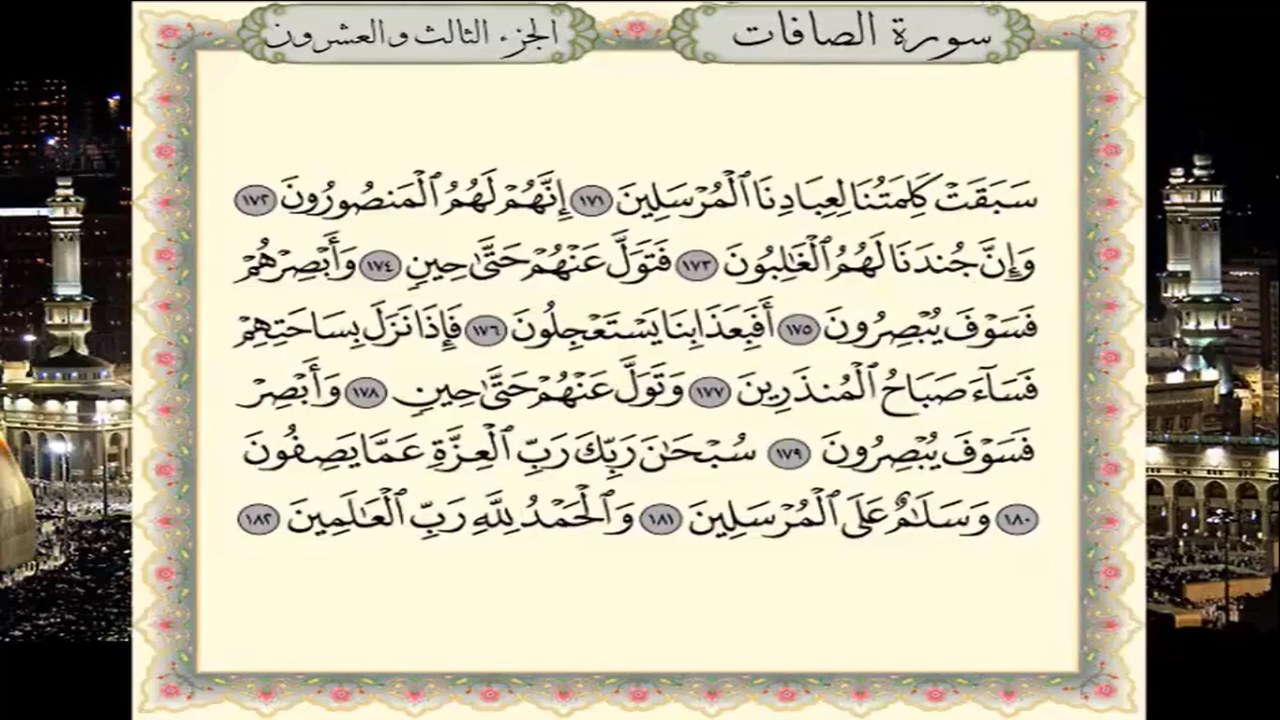 سورة الصافات
الجزء الثالث والعشرون
سَبَقَتْ كَلِمَتُنَا لِعِبَادِنَا ٱلْمُرْسَلِينَ ١٧١ إِنَّهُمْ لَهُمُ ٱلْمَنصُورُونَ ١٧٢
وَإِنَّ جُندَنَا لَهُمُ ٱلْغَٰلِبُونَ ١٧٣ فَتَوَلَّ عَنْهُمْ حَتَّىٰ حِينٍ ١٧٤ وَأَبْصِرْهُمْ
فَسَوْفَ يُبْصِرُونَ ١٧٥ أَفَبِعَذَابِنَا يَسْتَعْجِلُونَ ١٧٦ فَإِذَا نَزَلَ بِسَاحَتِهِمْ
فَسَآءَ صَبَاحُ ٱلْمُنذَرِينَ ١٧٧ وَتَوَلَّ عَنْهُمْ حَتَّىٰ حِينٍ ١٧٨ وَأَبْصِرْ
فَسَوْفَ يُبْصِرُونَ ١٧٩ سُبْحَٰنَ رَبِّكَ رَبِّ ٱلْعِزَّةِ عَمَّا يَصِفُونَ
١٨٠ وَسَلَٰمٌ عَلَى ٱلْمُرْسَلِينَ ١٨١ وَٱلْحَمْدُ لِلَّهِ رَبِّ ٱلْعَٰلَمِينَ ١٨٢